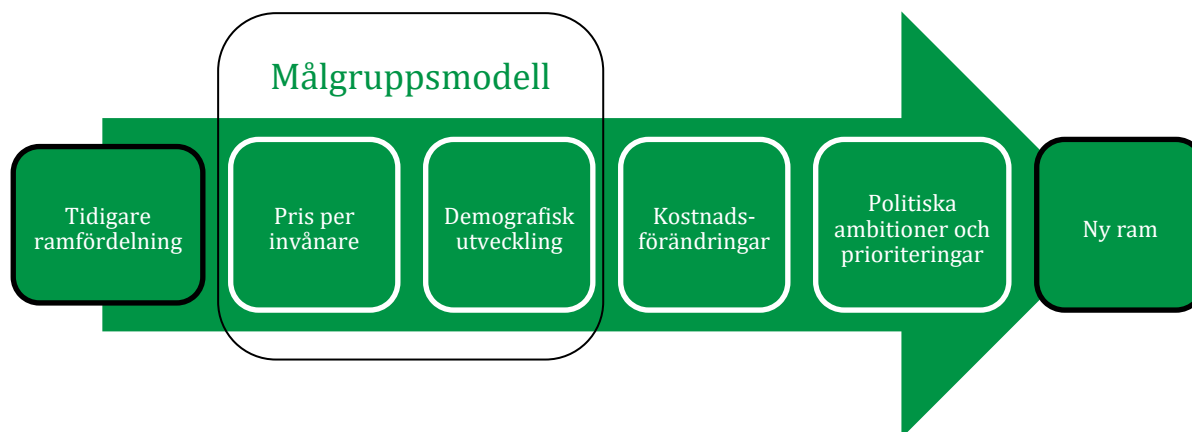 Målgruppsmodell
Tidigare
ramfördelning
Pris per
invånare
Demografisk
utveckling
Kostnads-
förändringar
Politiska
ambitioner och
prioriteringar
Ny ram